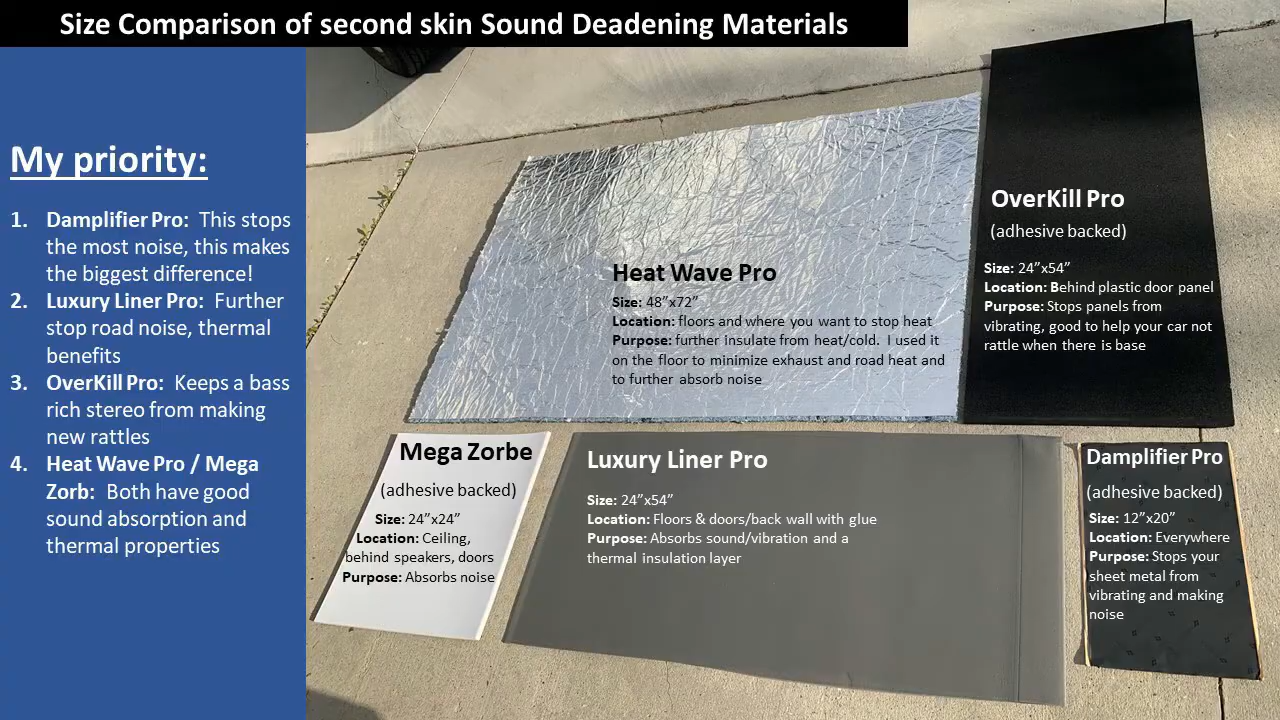 Size Comparison of second skin Sound Deadening Materials
My priority:
1. Damplifier Pro: This stops
the most noise, this makes
the biggest difference!
2. Luxury Liner Pro: Further
stop road noise, thermal
benefits
3. OverKill Pro: Keeps a bass
rich stereo from making
new rattles
4. Heat Wave Pro / Mega
Zorb: Both have good
sound absorption and
thermal properties
Heat Wave Pro
Size: 48”x72”
Location: floors and where you want to stop heat
Purpose: further insulate from heat/cold. I used it
on the floor to minimize exhaust and road heat and
to further absorb noise
OverKill Pro
(adhesive backed)
Size: 24”x54”
Location: Behind plastic door panel
Purpose: Stops panels from
vibrating, good to help your car not
rattle when there is base
Mega Zorbe
(adhesive backed)
Size: 24”x24”
Location: Ceiling,
behind speakers, doors
Purpose: Absorbs noise
Luxury Liner Pro
Size: 24”x54”
Location: Floors & doors/back wall with glue
Purpose: Absorbs sound/vibration and a
thermal insulation layer
Damplifier Pro
(adhesive backed)
Size: 12”x20”
Location: Everywhere
Purpose: Stops your
sheet metal from
vibrating and making
noise